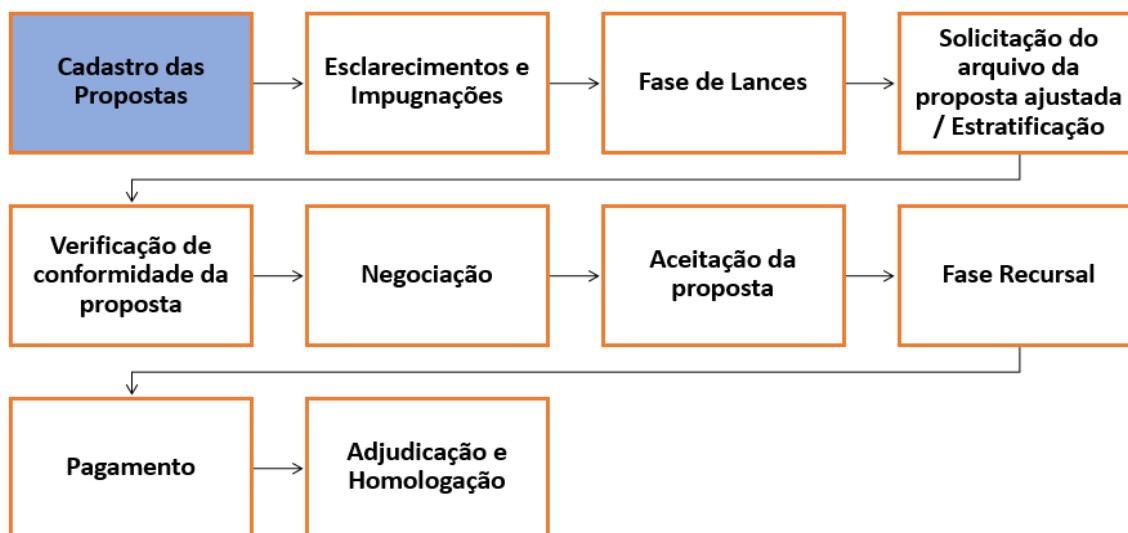 Cadastro das
Propostas
Esclarecimentos e
Impugnações
Fase de Lances
Solicitação do
arquivo da
proposta ajustada
/ Estratificação
Verificação de
conformidade da
proposta
Negociação
Aceitação da
proposta
Fase Recursal
Pagamento
Adjudicação e
Homologação